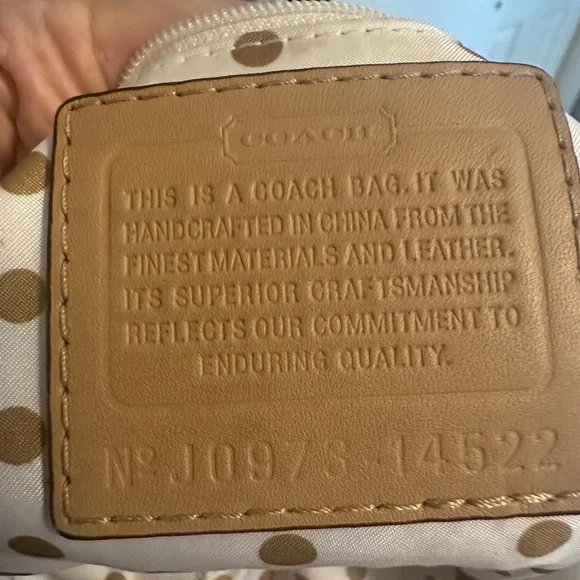 COACH
THIS IS A COACH BAG. IT WAS
HANDCRAFTED IN CHINA FROM THE
FINEST MATERIALS AND LEATHER.
ITS SUPERIOR CRAFTSMANSHIP
REFLECTS OUR COMMITMENT TO
ENDURING QUALITY.
Nº J0973-14522